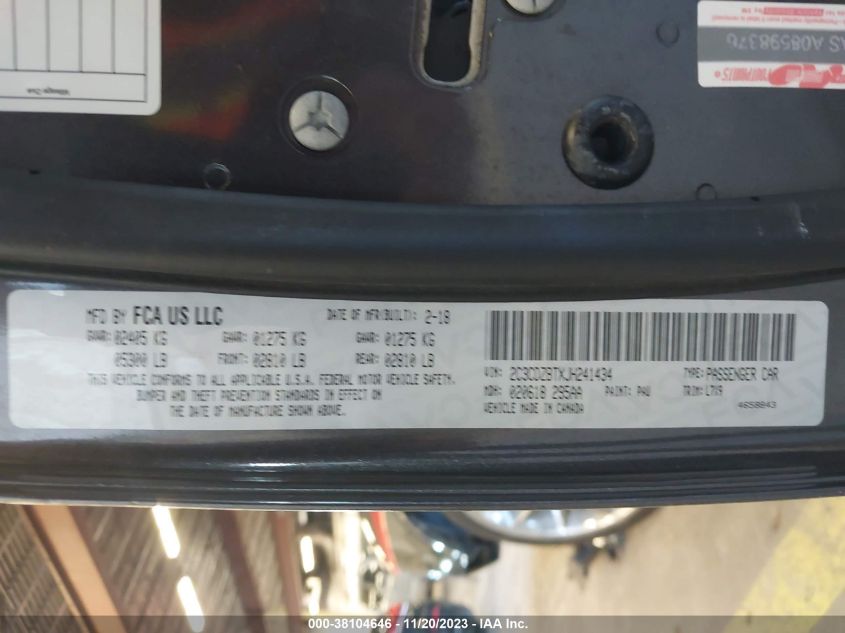 AS A08598376
MFD BY FCA US LLC DATE OF MFR(BUILT): 2-18
GVWR: 02405 KG GAWR: 01275 KG GAWR: 01275 KG
05300 LB FRONT: 02810 LB REAR: 02810 LB
THIS VEHICLE CONFORMS TO ALL APPLICABLE U.S.A. FEDERAL MOTOR VEHICLE SAFETY,
BUMPER AND THEFT PREVENTION STANDARDS IN EFFECT ON
THE DATE OF MANUFACTURE SHOWN ABOVE.
VIN: 2C3CDZBTXJH241434 TYPE: PASSENGER CAR
MDH: 020618 295AA PAINT: PAU TRIM: L7X9
VEHICLE MADE IN CANADA 4658843
000-38104646 - 11/20/2023 - IAA Inc.